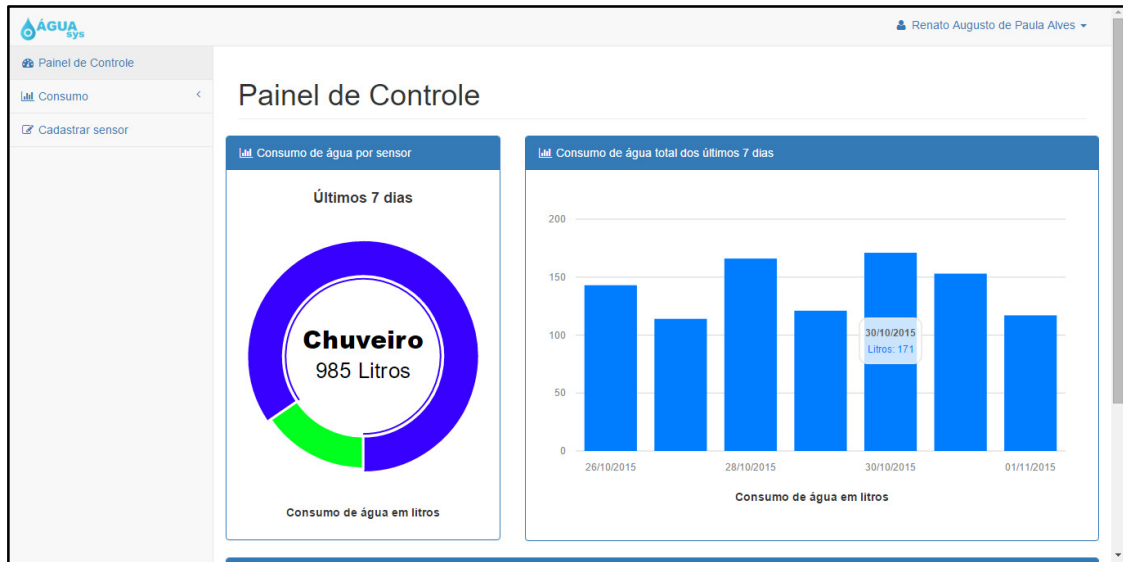 ÁGUA
sys
Renato Augusto de Paula Alves
Painel de Controle
Consumo
Cadastrar sensor
Painel de Controle
Consumo de água por sensor
Últimos 7 dias
Chuveiro
985 Litros
Consumo de água em litros
Consumo de água total dos últimos 7 dias
200
150
100
50
0
30/10/2015
Litros: 171
26/10/2015
28/10/2015
30/10/2015
01/11/2015
Consumo de água em litros